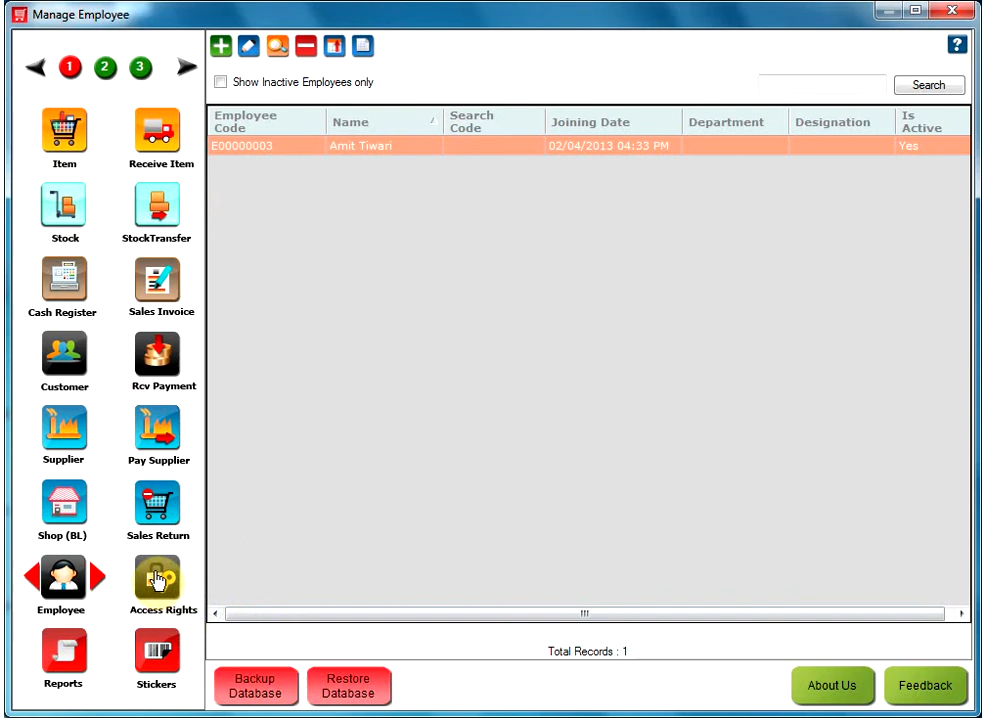 Manage Employee
1 2 3
?
Show Inactive Employees only
Search
Employee Code
Name
Search Code
Joining Date
Department
Designation
Is Active
E00000003 Amit Tiwari 02/04/2013 04:33 PM Yes
Item
Receive Item
Stock
StockTransfer
Cash Register
Sales Invoice
Customer
Rcv Payment
Supplier
Pay Supplier
Shop (BL)
Sales Return
Employee
Access Rights
Reports
Stickers
Total Records : 1
Backup
Database
Restore
Database
About Us
Feedback